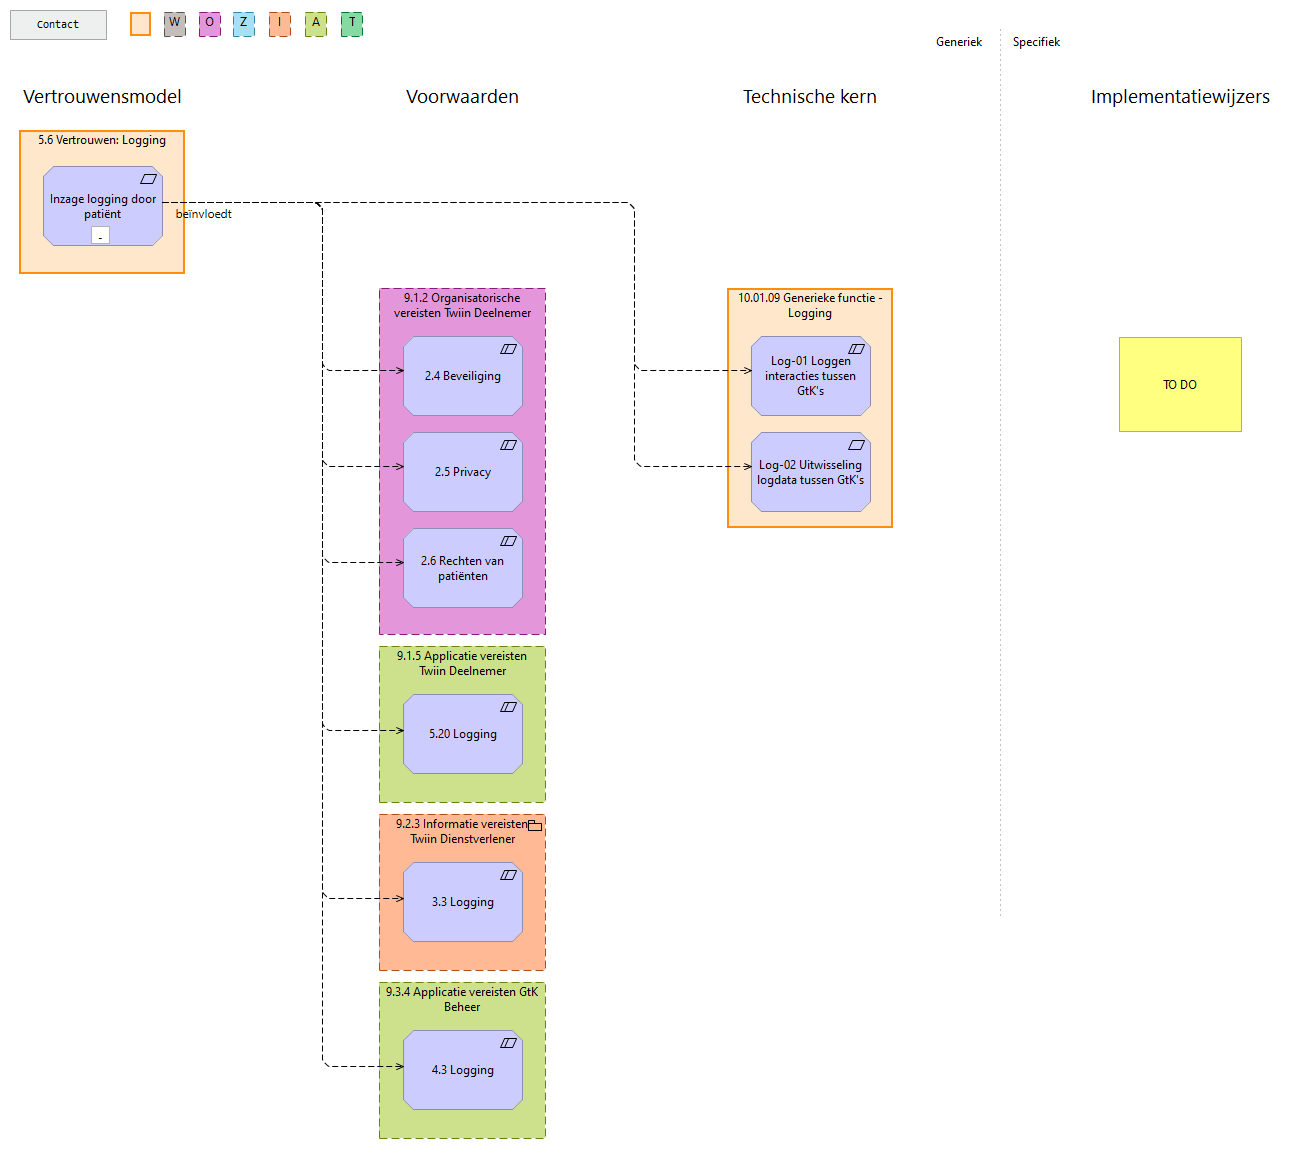 Contact
W O Z I A T
Generiek Specifiek
Vertrouwensmodel Voorwaarden Technische kern Implementatiewijzers
5.6 Vertrouwen: Logging
Inzage logging door
patiënt
-
beïnvloedt
9.1.2 Organisatorische
vereisten Twiin Deelnemer
2.4 Beveiliging
2.5 Privacy
2.6 Rechten van
patiënten
9.1.5 Applicatie vereisten
Twiin Deelnemer
5.20 Logging
9.2.3 Informatie vereisten
Twiin Dienstverlener
3.3 Logging
9.3.4 Applicatie vereisten GtK
Beheer
4.3 Logging
10.01.09 Generieke functie -
Logging
Log-01 Loggen
interacties tussen
GtK's
Log-02 Uitwisseling
logdata tussen GtK's
TO DO